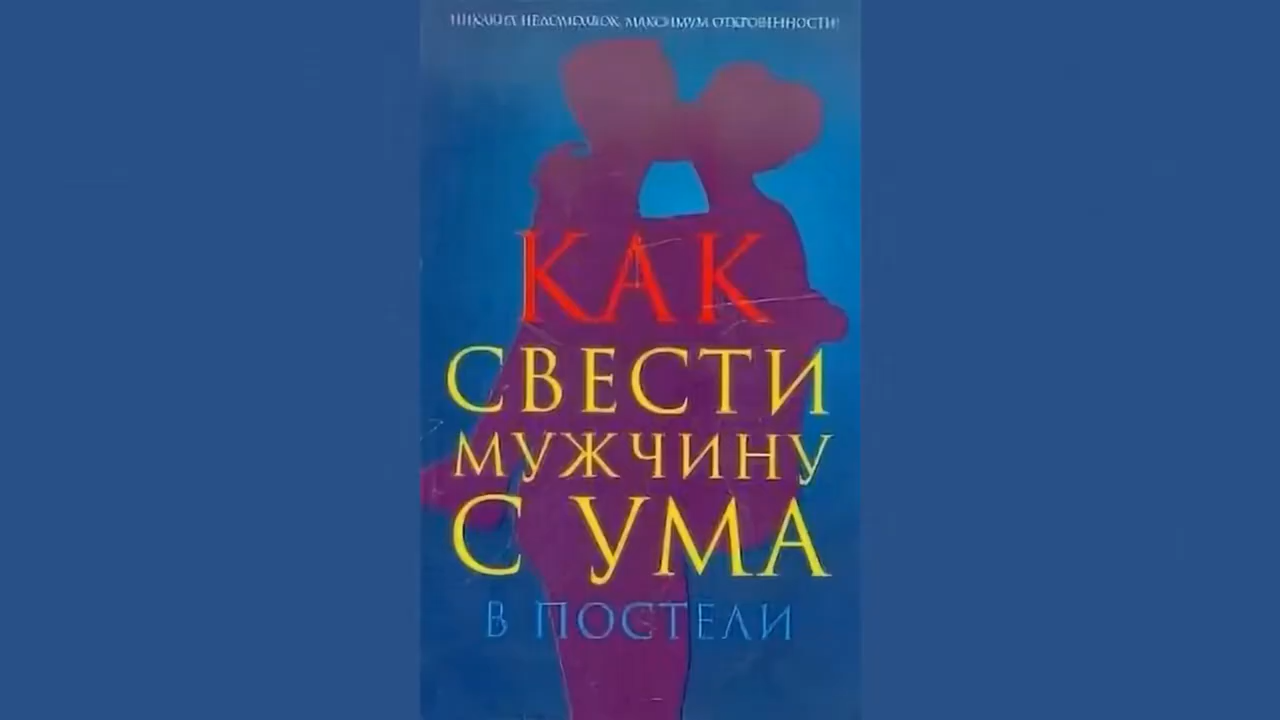 НИКАКИХ НЕДОМОЛВОК, МАКСИМУМ ОТКРОВЕННОСТИ!
КАК
СВЕСТИ
МУЖЧИНУ
С УМА
В ПОСТЕЛИ